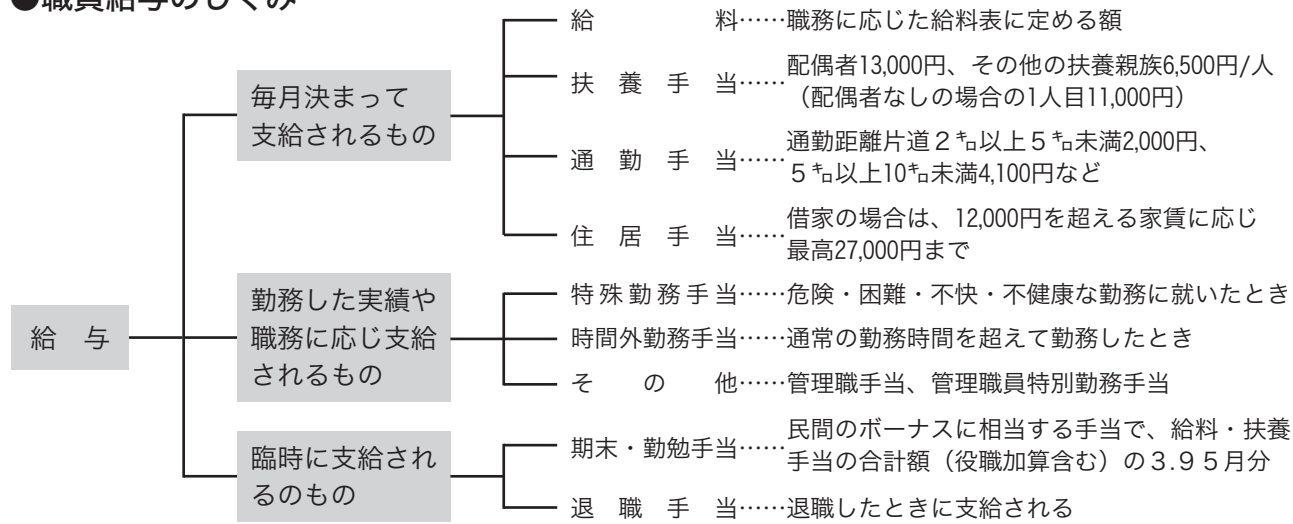 ●職員給与のしくみ
給与
毎月決まって
支給されるもの
給料……職務に応じた給料表に定める額
扶養手当……配偶者13,000円、その他の扶養親族6,500円/人
（配偶者なしの場合の1人目11,000円）
通勤手当……通勤距離片道２㌔以上５㌔未満2,000円、
５㌔以上10㌔未満4,100円など
住居手当……借家の場合は、12,000円を超える家賃に応じ
最高27,000円まで
勤務した実績や
職務に応じ支給
されるもの
特殊勤務手当……危険・困難・不快・不健康な勤務に就いたとき
時間外勤務手当……通常の勤務時間を超えて勤務したとき
その他……管理職手当、管理職員特別勤務手当
臨時に支給され
るのもの
期末・勤勉手当……民間のボーナスに相当する手当で、給料・扶養
手当の合計額（役職加算含む）の３.９５月分
退職手当……退職したときに支給される